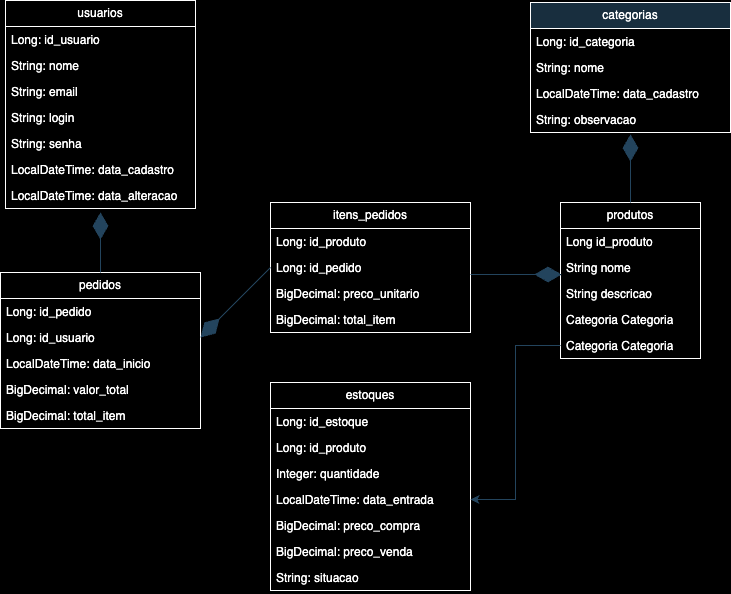 usuarios
Long: id_usuario
String: nome
String: email
String: login
String: senha
LocalDateTime: data_cadastro
LocalDateTime: data_alteracao
categorias
Long: id_categoria
String: nome
LocalDateTime: data_cadastro
String: observacao
pedidos
Long: id_pedido
Long: id_usuario
LocalDateTime: data_inicio
BigDecimal: valor_total
BigDecimal: total_item
itens_pedidos
Long: id_produto
Long: id_pedido
BigDecimal: preco_unitario
BigDecimal: total_item
produtos
Long id_produto
String nome
String descricao
Categoria Categoria
Categoria Categoria
estoques
Long: id_estoque
Long: id_produto
Integer: quantidade
LocalDateTime: data_entrada
BigDecimal: preco_compra
BigDecimal: preco_venda
String: situacao